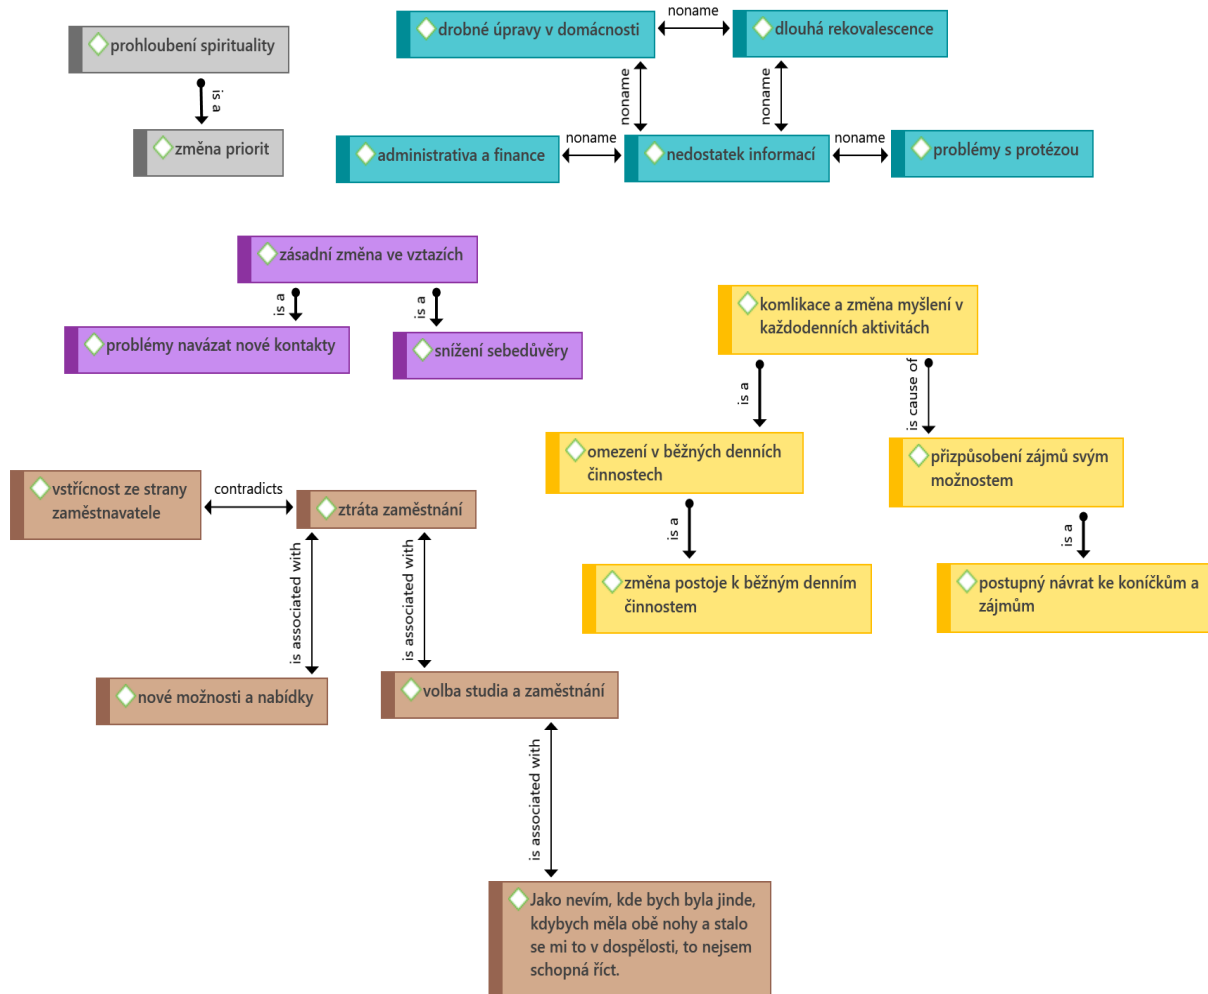 prohloubení spirituality
is a
změna priorit
drobné úpravy v domácnosti
noname
dlouhá rekovalescence
noname
noname
administrativa a finance
noname
nedostatek informací
noname
problémy s protézou
zásadní změna ve vztazích
is a
is a
problémy navázat nové kontakty
snížení sebedůvěry
komlikace a změna myšlení v
každodenních aktivitách
is a
is cause of
omezení v běžných denních
činnostech
přizpůsobení zájmů svým
možnostem
is a
is a
změna postoje k běžným denním
činnostem
postupný návrat ke koníčkům a
zájmům
vstřícnost ze strany
zaměstnavatele
contradicts
ztráta zaměstnání
is associated with
is associated with
nové možnosti a nabídky
volba studia a zaměstnání
is associated with
Jako nevím, kde bych byla jinde,
kdybych měla obě nohy a stalo
se mi to v dospělosti, to nejsem
schopná říct.